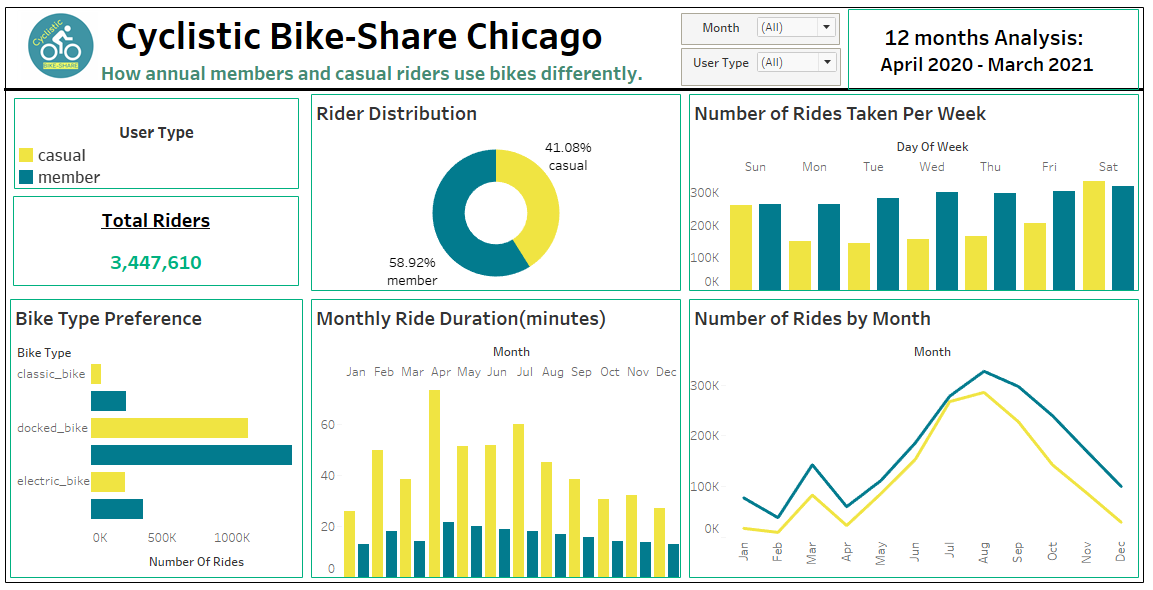 Cyclistic
BIKE-SHARE
Cyclistic Bike-Share Chicago
How annual members and casual riders use bikes differently.
Month
(All)
User Type
(All)
12 months Analysis:
April 2020 - March 2021
User Type
casual
member
Total Riders
3,447,610
Rider Distribution
41.08%
casual
58.92%
member
Number of Rides Taken Per Week
Day Of Week
Sun Mon Tue Wed Thu Fri Sat
300K
200K
100K
0K
Bike Type Preference
Bike Type
classic_bike
docked_bike
electric_bike
0K 500K 1000K
Number Of Rides
Monthly Ride Duration(minutes)
Month
Jan Feb Mar Apr May Jun Jul Aug Sep Oct Nov Dec
60
40
20
0
Number of Rides by Month
Month
300K
200K
100K
0K
Jan Feb Mar Apr May Jun Jul Aug Sep Oct Nov Dec